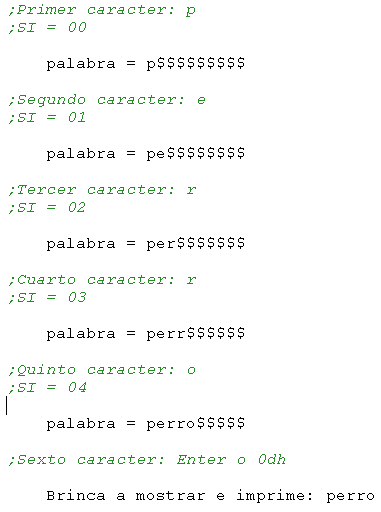 ;Primer caracter: p
;SI = 00
palabra = p$$$$$$$$$
;Segundo caracter: e
;SI = 01
palabra = pe$$$$$$$$
;Tercer caracter: r
;SI = 02
palabra = per$$$$$$$
;Cuarto caracter: r
;SI = 03
palabra = perr$$$$$$
;Quinto caracter: o
;SI = 04
palabra = perro$$$$$
;Sexto caracter: Enter o 0dh
Brinca a mostrar e imprime: perro